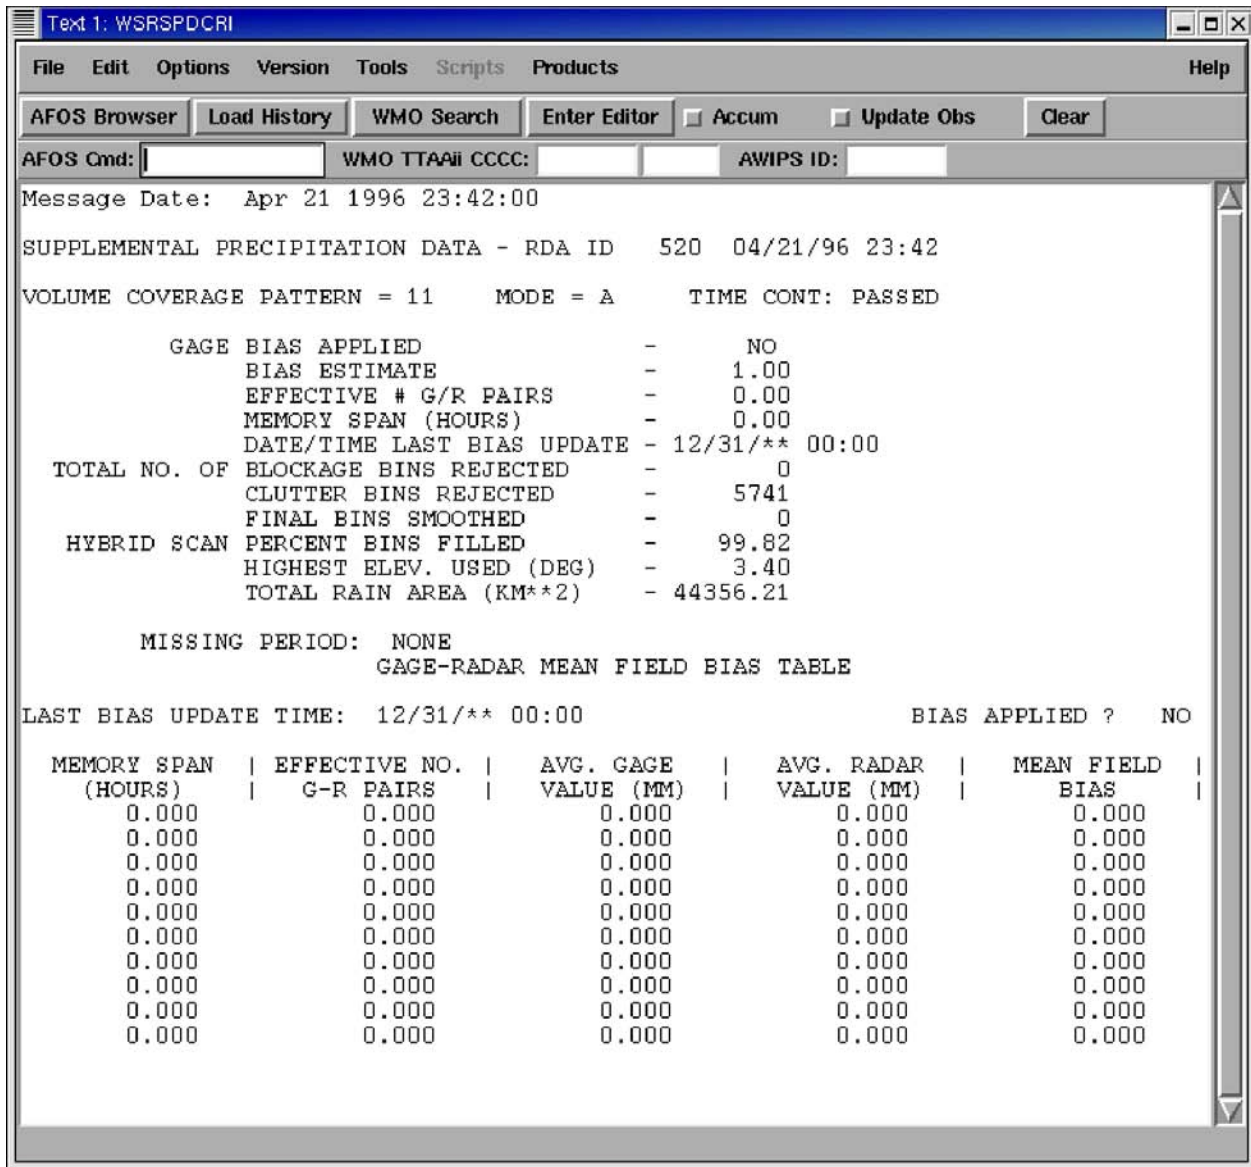 Text 1: WSRSPDCRI
File Edit Options Version Tools Scripts Products Help
AFOS Browser Load History WMO Search Enter Editor Accum Update Obs Clear
AFOS Cmd: WMO TTAAii CCCC: AWIPS ID:
Message Date: Apr 21 1996 23:42:00
SUPPLEMENTAL PRECIPITATION DATA - RDA ID 520 04/21/96 23:42
VOLUME COVERAGE PATTERN = 11 MODE = A TIME CONT: PASSED
GAGE BIAS APPLIED - NO
BIAS ESTIMATE - 1.00
EFFECTIVE # G/R PAIRS - 0.00
MEMORY SPAN (HOURS) - 0.00
DATE/TIME LAST BIAS UPDATE - 12/31/** 00:00
TOTAL NO. OF BLOCKAGE BINS REJECTED - 0
CLUTTER BINS REJECTED - 5741
FINAL BINS SMOOTHED - 0
HYBRID SCAN PERCENT BINS FILLED - 99.82
HIGHEST ELEV. USED (DEG) - 3.40
TOTAL RAIN AREA (KM**2) - 44356.21
MISSING PERIOD: NONE
GAGE-RADAR MEAN FIELD BIAS TABLE
LAST BIAS UPDATE TIME: 12/31/** 00:00 BIAS APPLIED ? NO
MEMORY SPAN | EFFECTIVE NO. | AVG. GAGE | AVG. RADAR | MEAN FIELD |
(HOURS) | G-R PAIRS | VALUE (MM) | VALUE (MM) | BIAS |
0.000 0.000 0.000 0.000 0.000
0.000 0.000 0.000 0.000 0.000
0.000 0.000 0.000 0.000 0.000
0.000 0.000 0.000 0.000 0.000
0.000 0.000 0.000 0.000 0.000
0.000 0.000 0.000 0.000 0.000
0.000 0.000 0.000 0.000 0.000
0.000 0.000 0.000 0.000 0.000
0.000 0.000 0.000 0.000 0.000
0.000 0.000 0.000 0.000 0.000